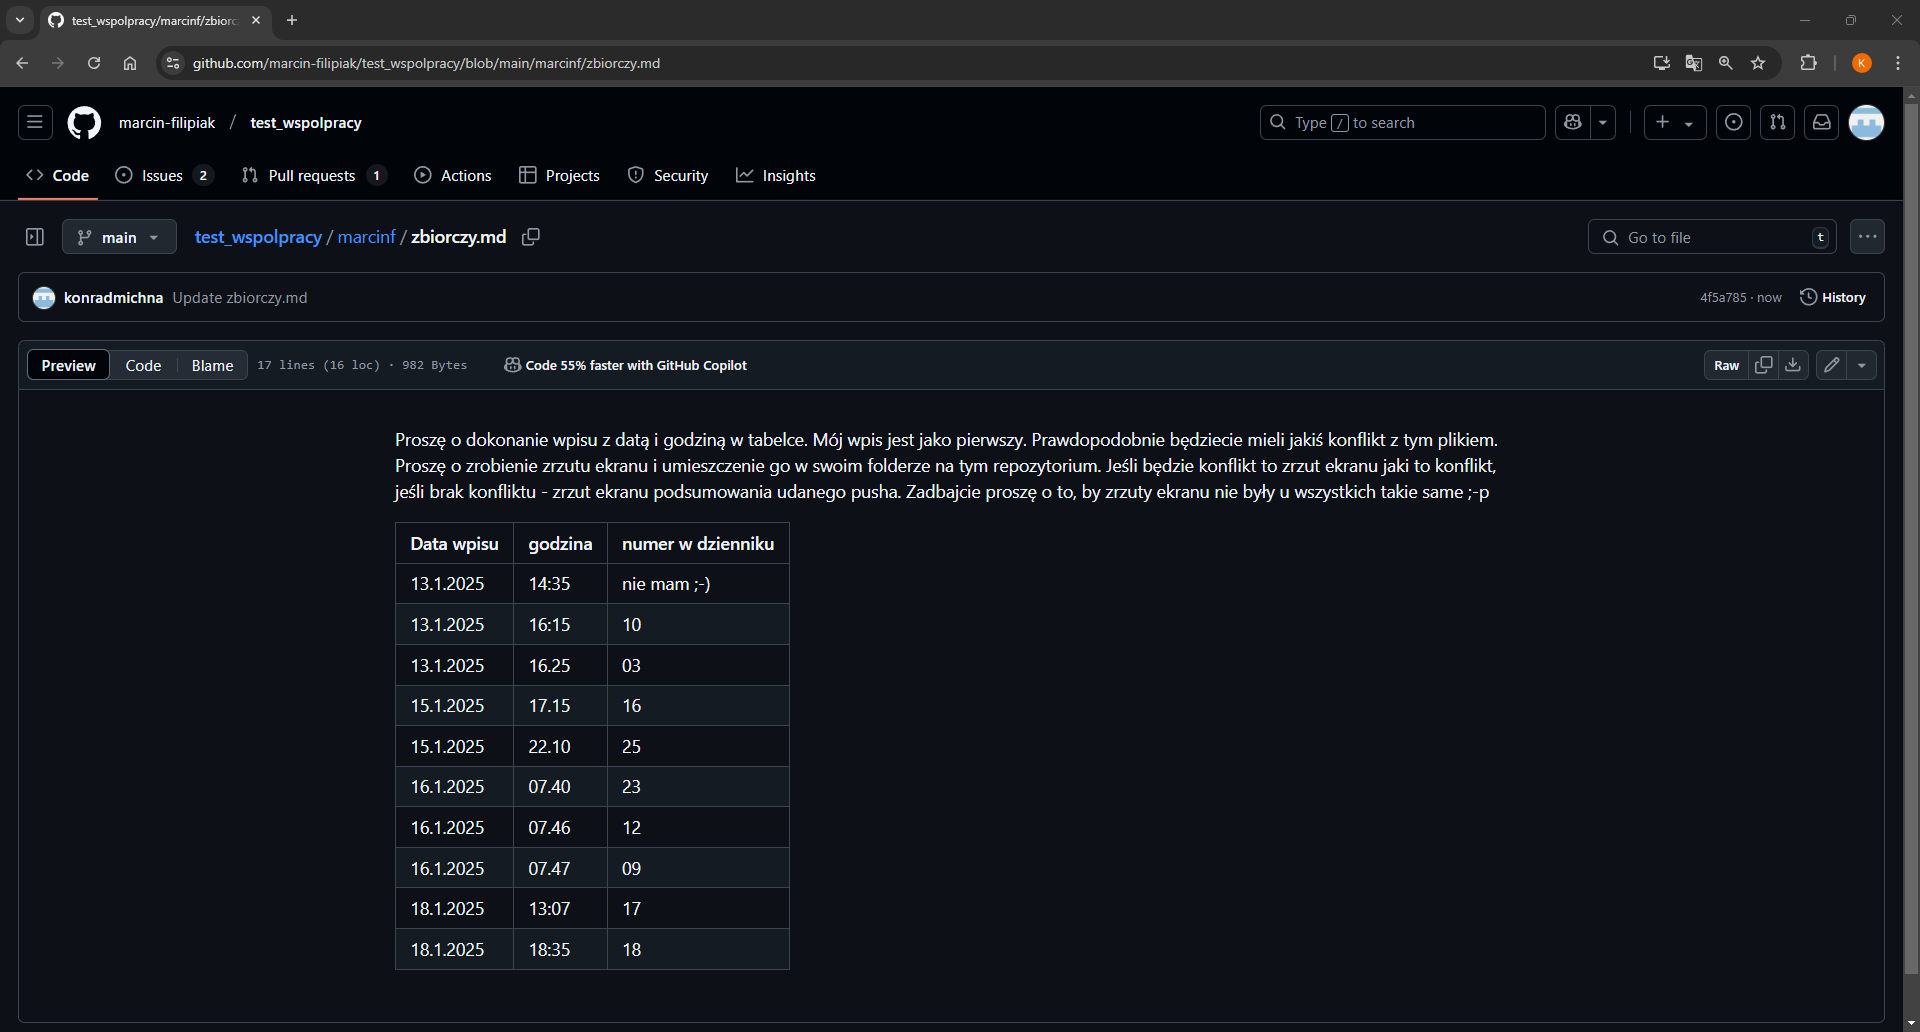 test_wspolpracy/marcinf/zbiorc
github.com/marcin-filipiak/test_wspolpracy/blob/main/marcinf/zbiorczy.md
K
marcin-filipiak / test_wspolpracy
Type / to search
Code Issues 2 Pull requests 1 Actions Projects Security Insights
main test_wspolpracy / marcinf / zbiorczy.md
Go to file t
konradmichna Update zbiorczy.md
4f5a785 · now History
Preview Code Blame 17 lines (16 loc) · 982 Bytes Code 55% faster with GitHub Copilot Raw
Proszę o dokonanie wpisu z datą i godziną w tabelce. Mój wpis jest jako pierwszy. Prawdopodobnie będziecie mieli jakiś konflikt z tym plikiem.
Proszę o zrobienie zrzutu ekranu i umieszczenie go w swoim folderze na tym repozytorium. Jeśli będzie konflikt to zrzut ekranu jaki to konflikt,
jeśli brak konfliktu - zrzut ekranu podsumowania udanego pusha. Zadbajcie proszę o to, by zrzuty ekranu nie były u wszystkich takie same ;-p
Data wpisu godzina numer w dzienniku
13.1.2025 14:35 nie mam ;-)
13.1.2025 16:15 10
13.1.2025 16.25 03
15.1.2025 17.15 16
15.1.2025 22.10 25
16.1.2025 07.40 23
16.1.2025 07.46 12
16.1.2025 07.47 09
18.1.2025 13:07 17
18.1.2025 18:35 18